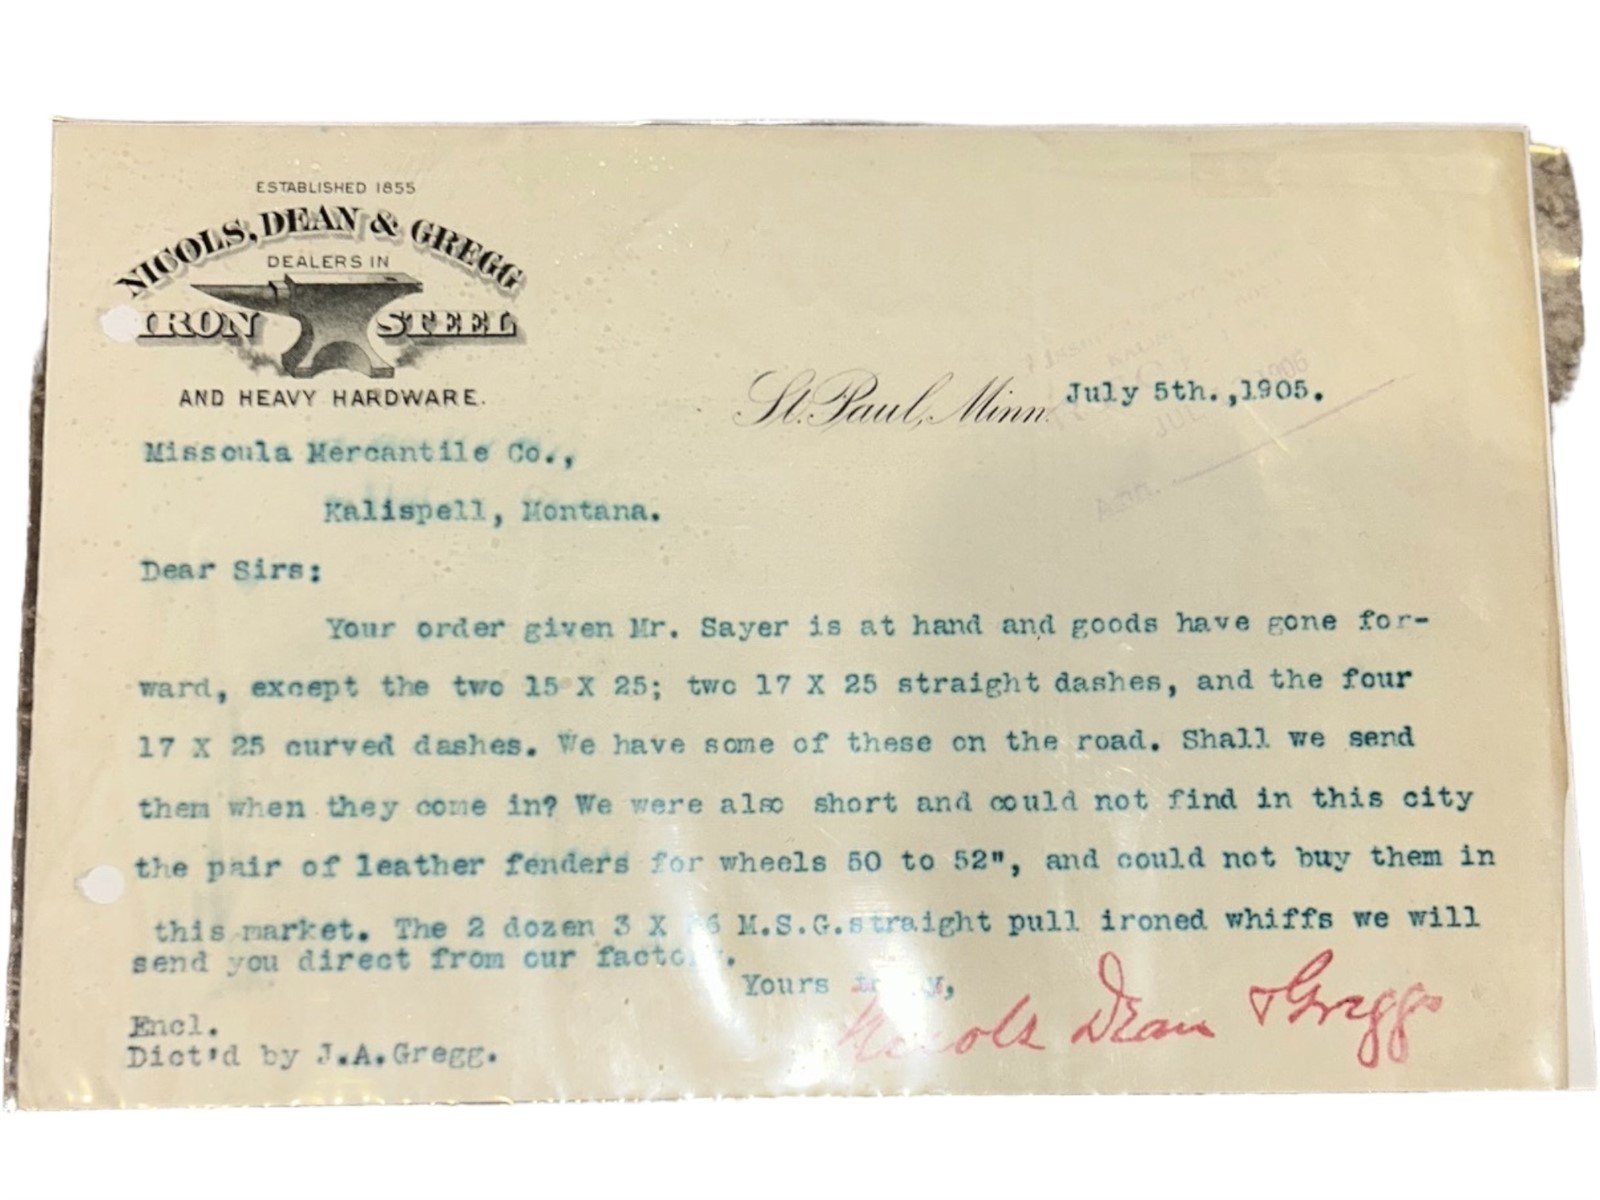 ESTABLISHED 1855
NICOLS, DEAN & GREGG
DEALERS IN
IRON STEEL
AND HEAVY HARDWARE.
St. Paul, Minn. July 5th.,1905.
Missoula Mercantile Co.,
Kalispell, Montana.
Dear Sirs:
Your order given Mr. Sayer is at hand and goods have gone for-
ward, except the two 15 X 25; two 17 X 25 straight dashes, and the four
17 X 25 curved dashes. We have some of these on the road. Shall we send
them when they come in? We were also short and could not find in this city
the pair of leather fenders for wheels 50 to 52", and could not buy them in
this market. The 2 dozen 3 X M.S.G.straight pull ironed whiffs we will
send you direct from our factory.
Yours truly,
Nicols Dean & Gregg
Encl.
Dict'd by J.A.Gregg.